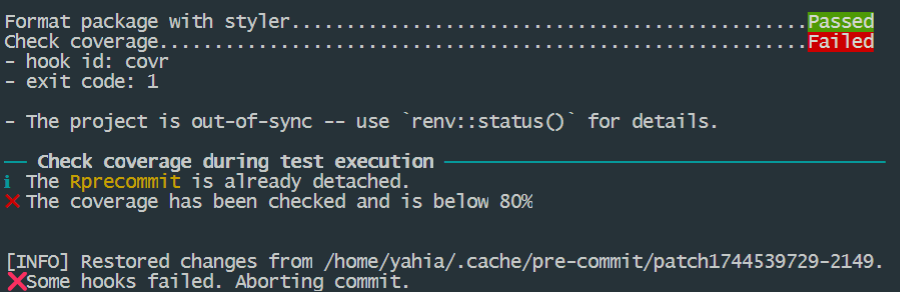 Format package with styler...............................................Passed
Check coverage...........................................................Failed
- hook id: covr
- exit code: 1
- The project is out-of-sync -- use `renv::status()` for details.
── Check coverage during test execution ────────────────────────────────────────
ℹ The Rprecommit is already detached.
❌ The coverage has been checked and is below 80%
[INFO] Restored changes from /home/yahia/.cache/pre-commit/patch1744539729-2149.
❌Some hooks failed. Aborting commit.